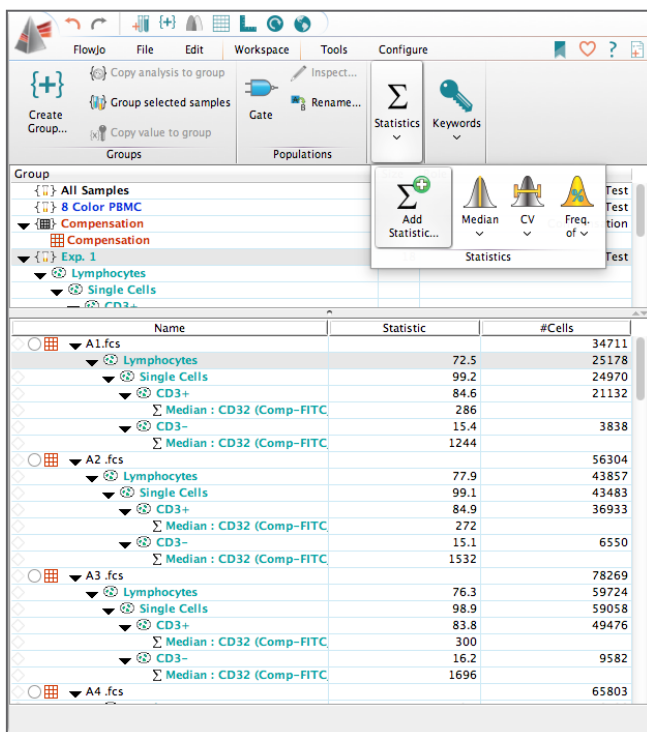 FlowJo File Edit Workspace Tools Configure
?
{+} Copy analysis to group Inspect...
Create Group... Group selected samples Gate Rename... Σ Statistics Keywords
Copy value to group
Groups Populations
Group
All Samples Test
8 Color PBMC Test
Compensation tion
Compensation
Exp. 1 Test
Lymphocytes
Single Cells
CD3+
Σ Add Statistic... Median CV % Freq. of
Statistics
Name Statistic #Cells
A1.fcs 34711
Lymphocytes 72.5 25178
Single Cells 99.2 24970
CD3+ 84.6 21132
Σ Median : CD32 (Comp-FITC 286
CD3- 15.4 3838
Σ Median : CD32 (Comp-FITC 1244
A2 .fcs 56304
Lymphocytes 77.9 43857
Single Cells 99.1 43483
CD3+ 84.9 36933
Σ Median : CD32 (Comp-FITC 272
CD3- 15.1 6550
Σ Median : CD32 (Comp-FITC 1532
A3 .fcs 78269
Lymphocytes 76.3 59724
Single Cells 98.9 59058
CD3+ 83.8 49476
Σ Median : CD32 (Comp-FITC 300
CD3- 16.2 9582
Σ Median : CD32 (Comp-FITC 1696
A4 .fcs 65803